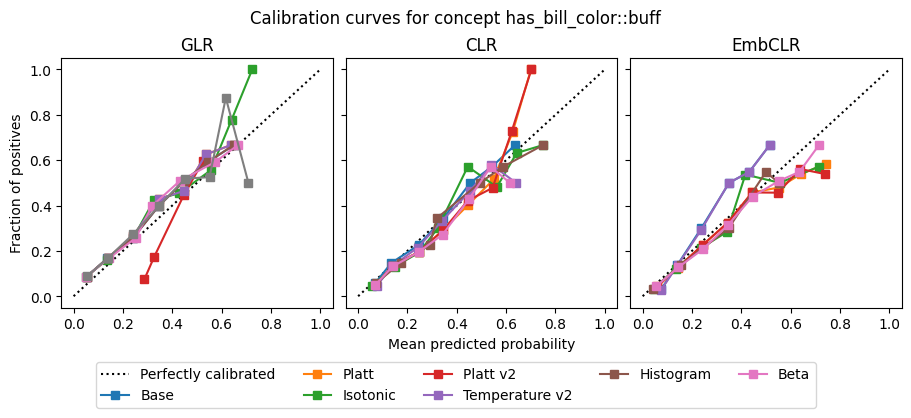 Calibration curves for concept has_bill_color::buff
GLR
CLR
EmbCLR
Fraction of positives
1.0
0.8
0.6
0.4
0.2
0.0
0.0 0.2 0.4 0.6 0.8 1.0
0.0 0.2 0.4 0.6 0.8 1.0
0.0 0.2 0.4 0.6 0.8 1.0
Mean predicted probability
Perfectly calibrated
Base
Platt
Isotonic
Platt v2
Temperature v2
Histogram
Beta